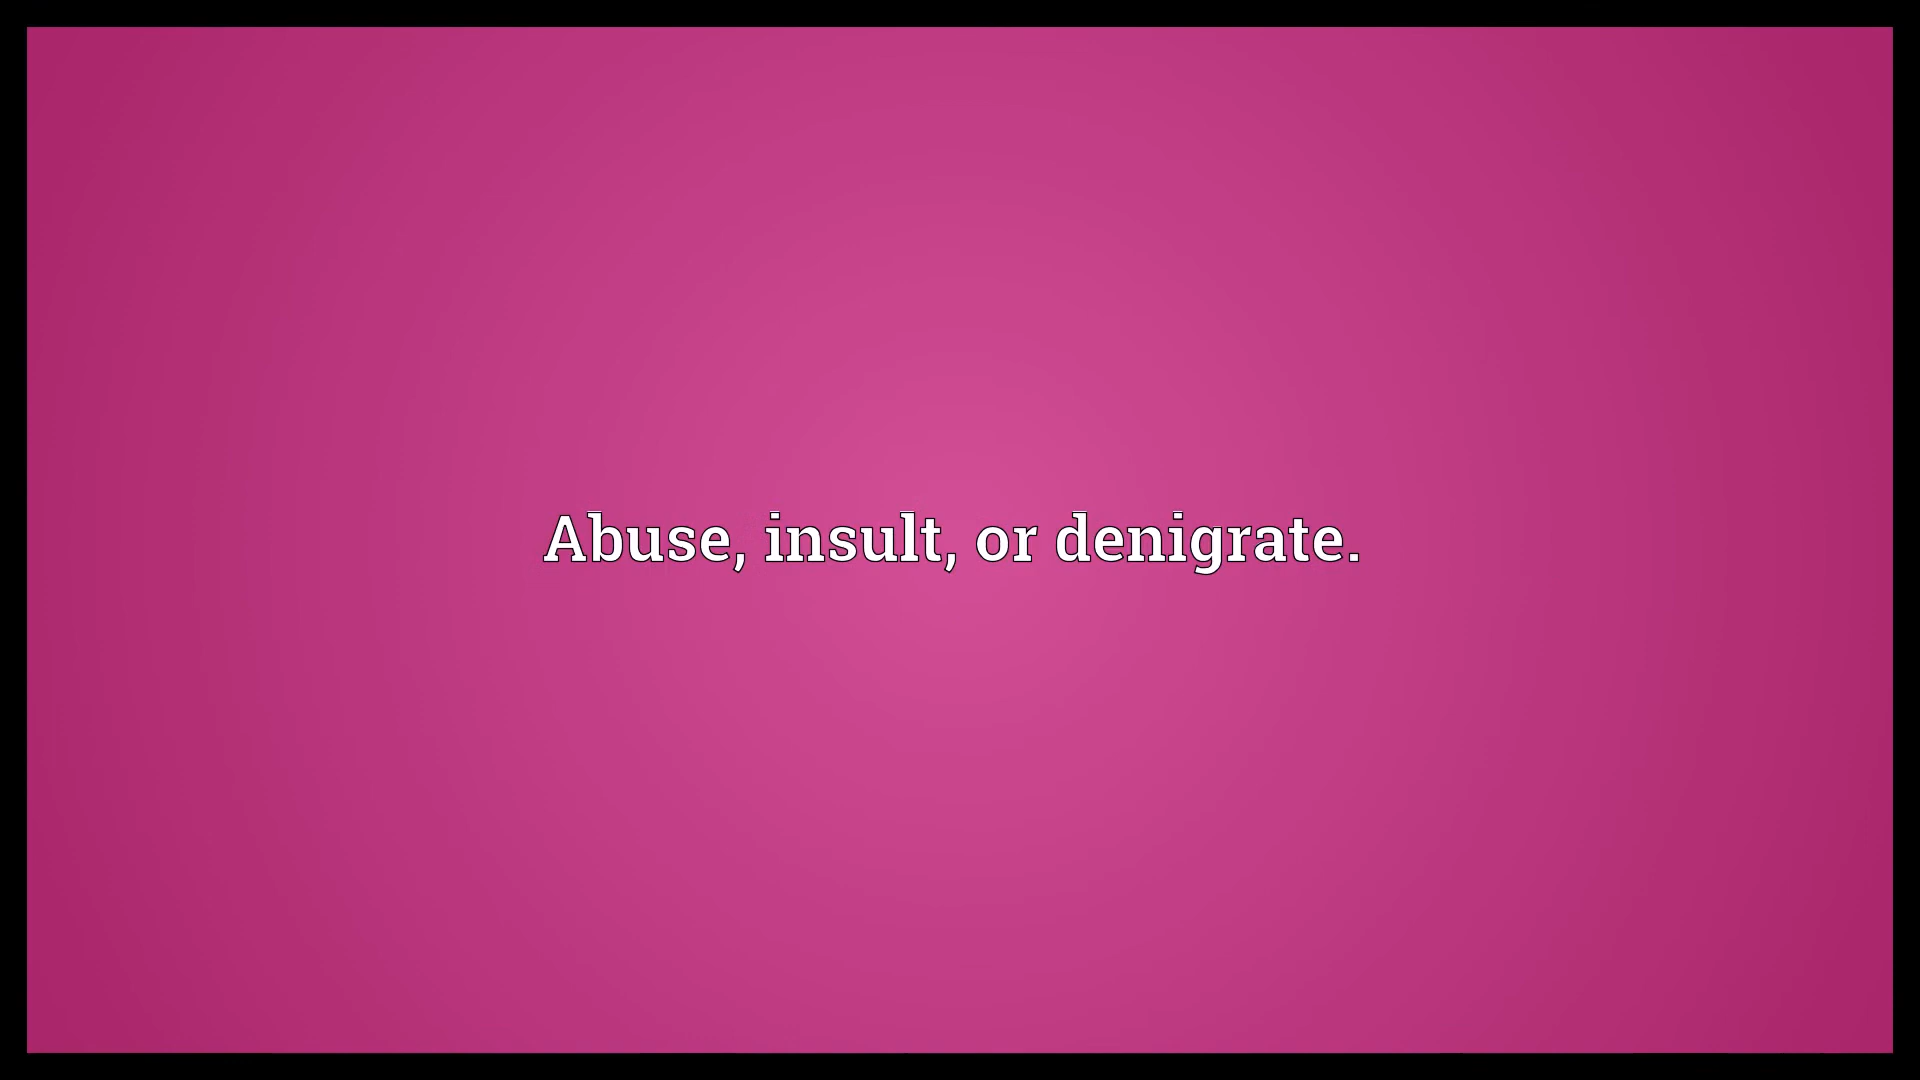 Abuse, insult, or denigrate.